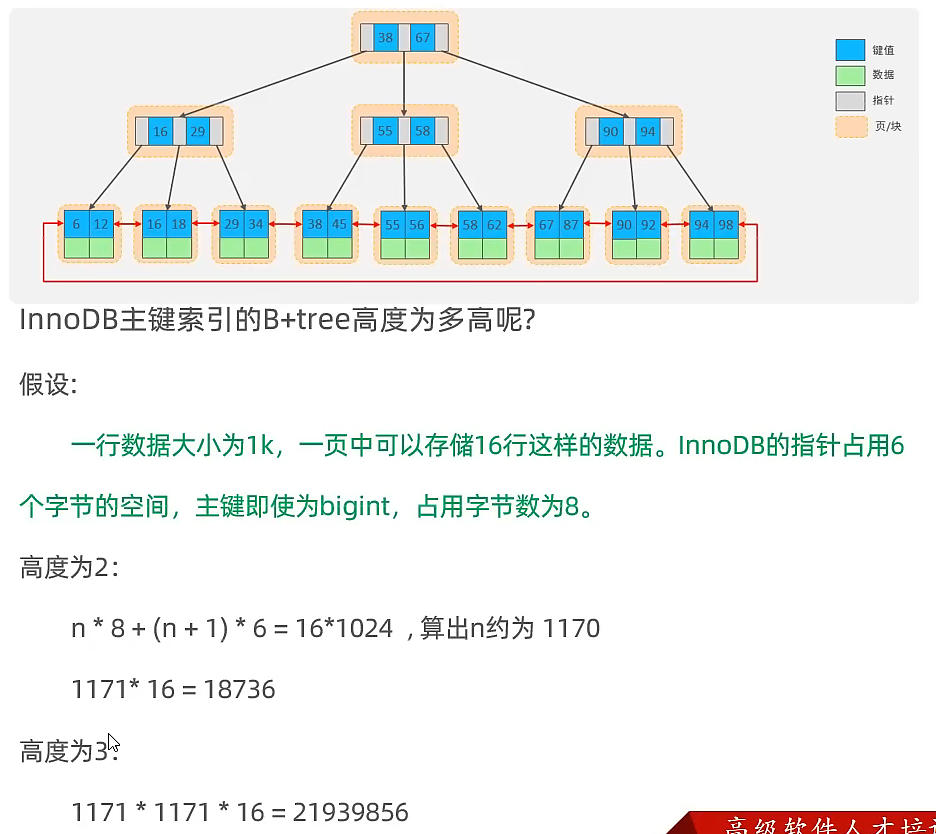 38 67
键值
数据
指针
页/块
16 29
55 58
90 94
6 12 16 18 29 34 38 45 55 56 58 62 67 87 90 92 94 98
InnoDB主键索引的B+tree高度为多高呢?
假设:
一行数据大小为1k，一页中可以存储16行这样的数据。InnoDB的指针占用6
个字节的空间，主键即使为bigint，占用字节数为8。
高度为2：
n * 8 + (n + 1) * 6 = 16*1024 , 算出n约为 1170
1171* 16 = 18736
高度为3：
1171 * 1171 * 16 = 21939856
高级软件人才培